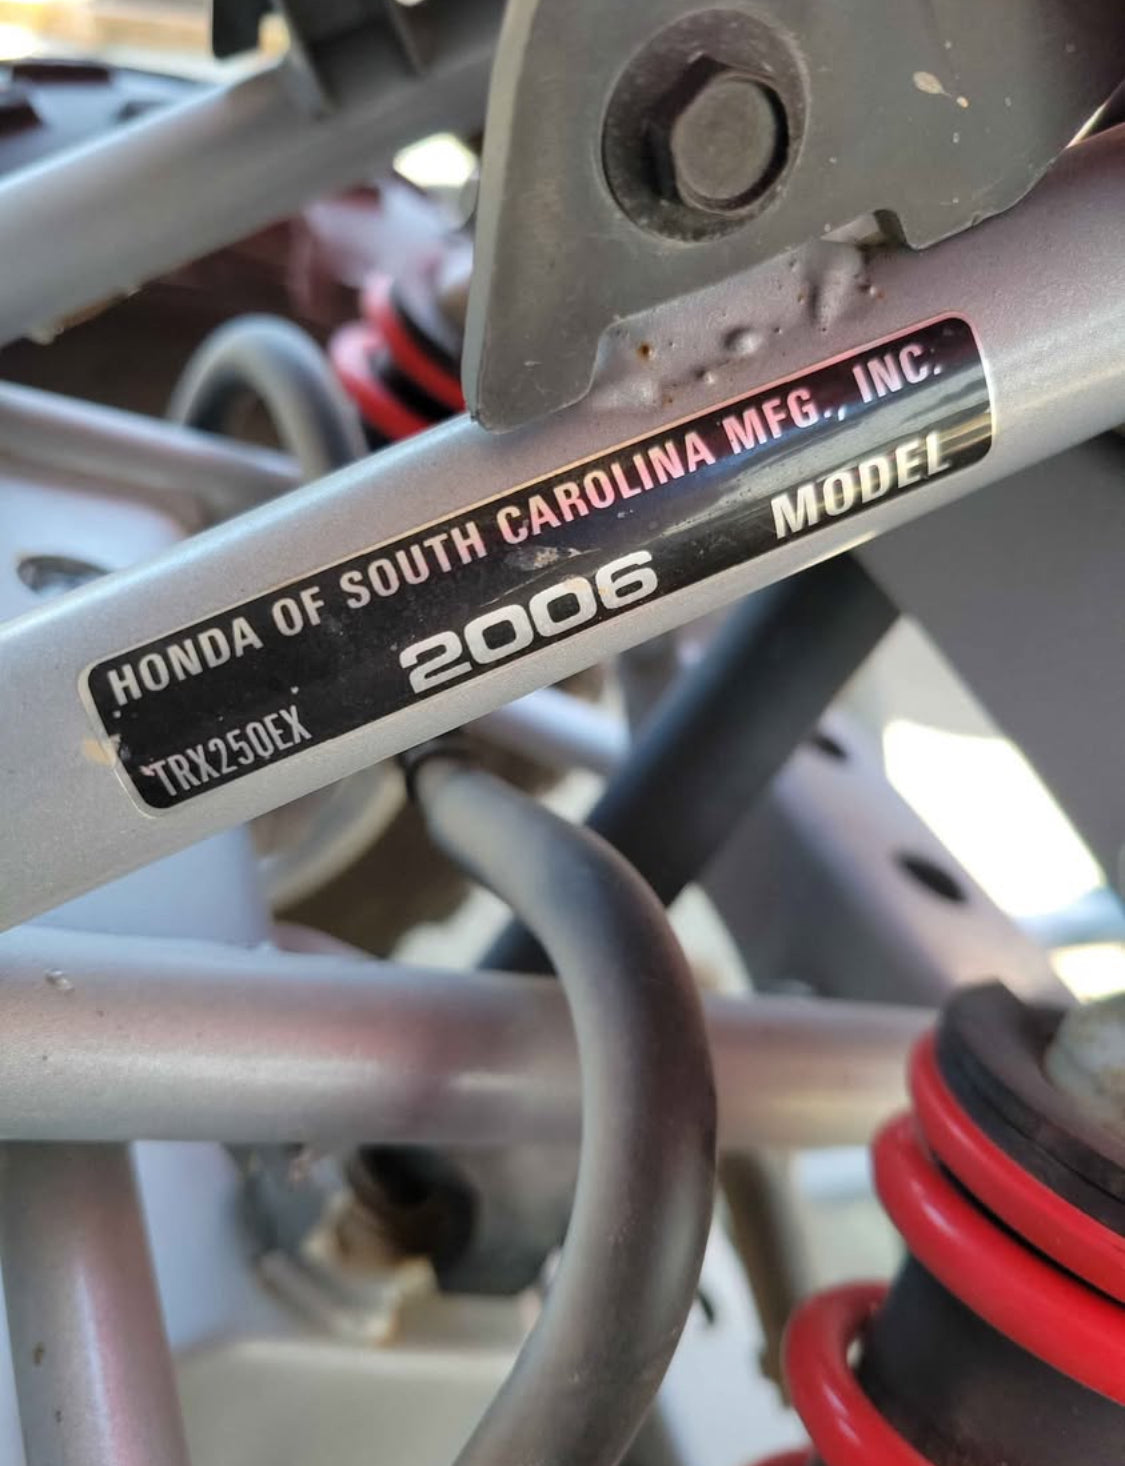 HONDA OF SOUTH CAROLINA MFG., INC.
TRX250EX 2006 MODEL